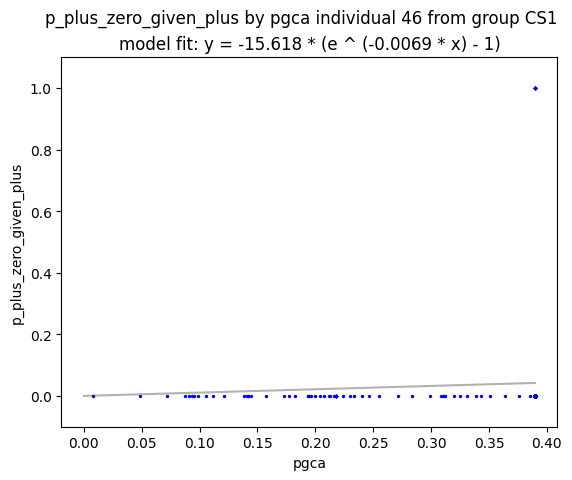 p_plus_zero_given_plus by pgca individual 46 from group CS1
model fit: y = -15.618 * (e ^ (-0.0069 * x) - 1)
1.0
0.8
0.6
0.4
0.2
0.0
p_plus_zero_given_plus
0.00 0.05 0.10 0.15 0.20 0.25 0.30 0.35 0.40
pgca